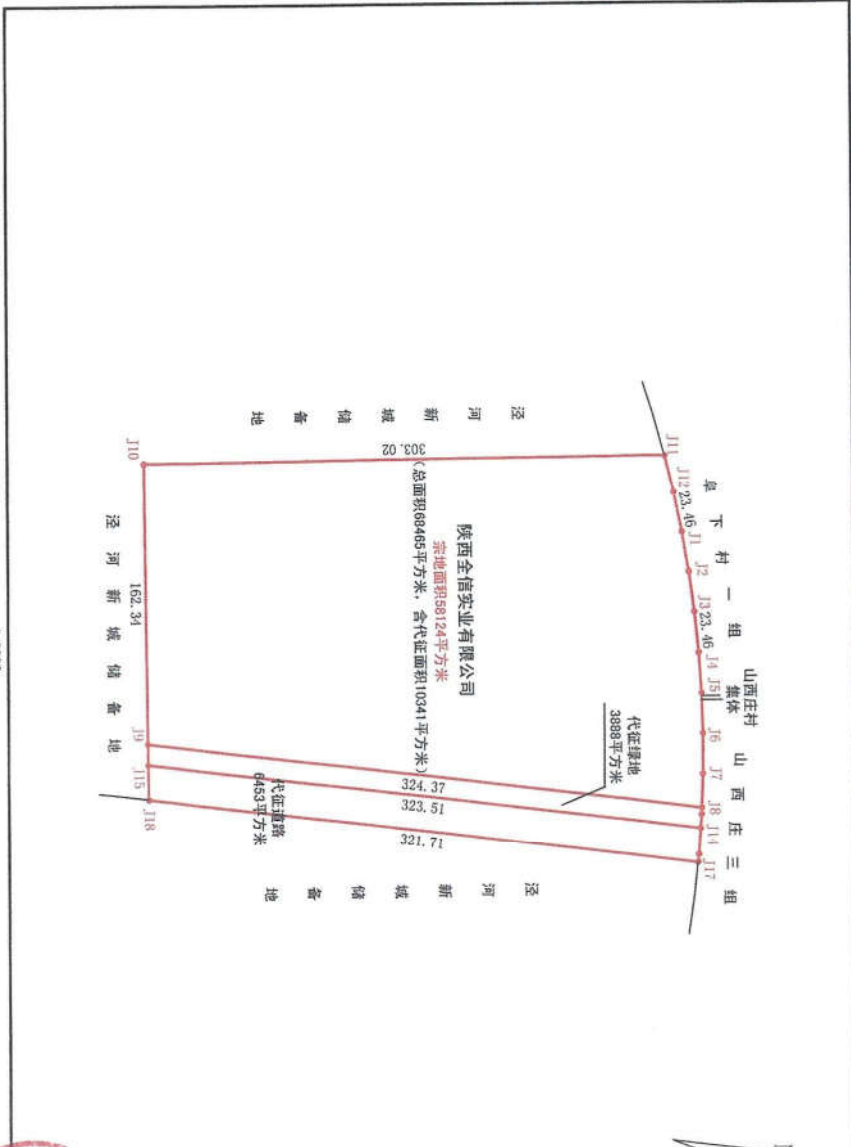 泾河新城储备地
303.02
J11
J12
23.46
J1
J2
J3
23.46
J4
J5
J6
J7
J8
J14
J17
阜下村一组
山西庄村
集体
山西庄三组
陕西全信实业有限公司
宗地面积58124平方米
（总面积68465平方米，含代征面积10341平方米）
代征绿地
3888平方米
324.37
323.51
321.71
代征道路
6453平方米
J10
162.34
J9
J15
J18
泾河新城储备地
泾河新城储备地